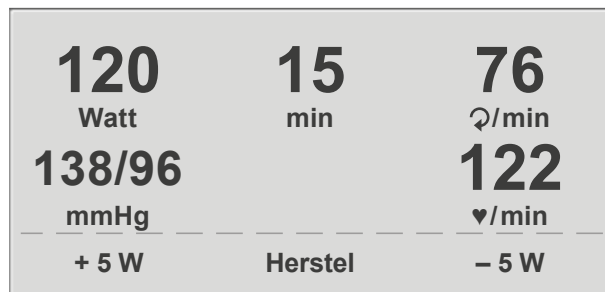 120 15 76
Watt min ⟳/min
138/96 122
mmHg ♥/min
+ 5 W Herstel – 5 W